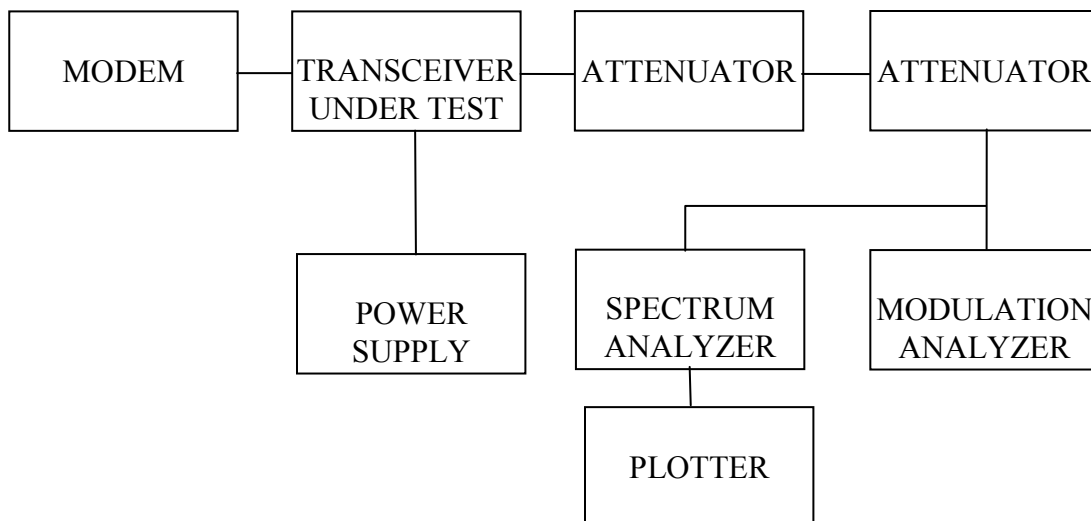 MODEM
TRANSCEIVER
UNDER TEST
ATTENUATOR
ATTENUATOR
POWER
SUPPLY
SPECTRUM
ANALYZER
MODULATION
ANALYZER
PLOTTER